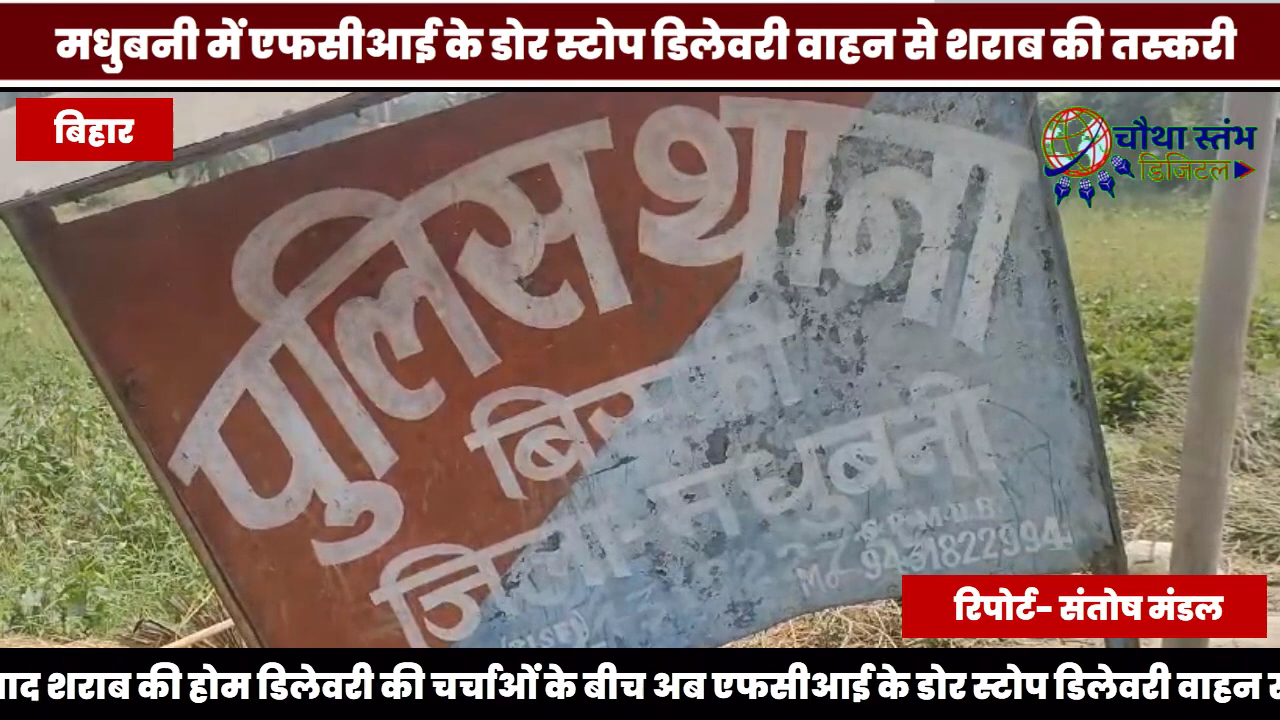 मधुबनी में एफसीआई के डोर स्टोप डिलेवरी वाहन से शराब की तस्करी
बिहार
चौथा स्तंभ
डिजिटल
पुलिस थाना
जिला-मधुबनी
S.P.M.U.B.
Mo 9431822994
रिपोर्ट- संतोष मंडल
शराब की होम डिलेवरी की चर्चाओं के बीच अब एफसीआई के डोर स्टोप डिलेवरी वाहन